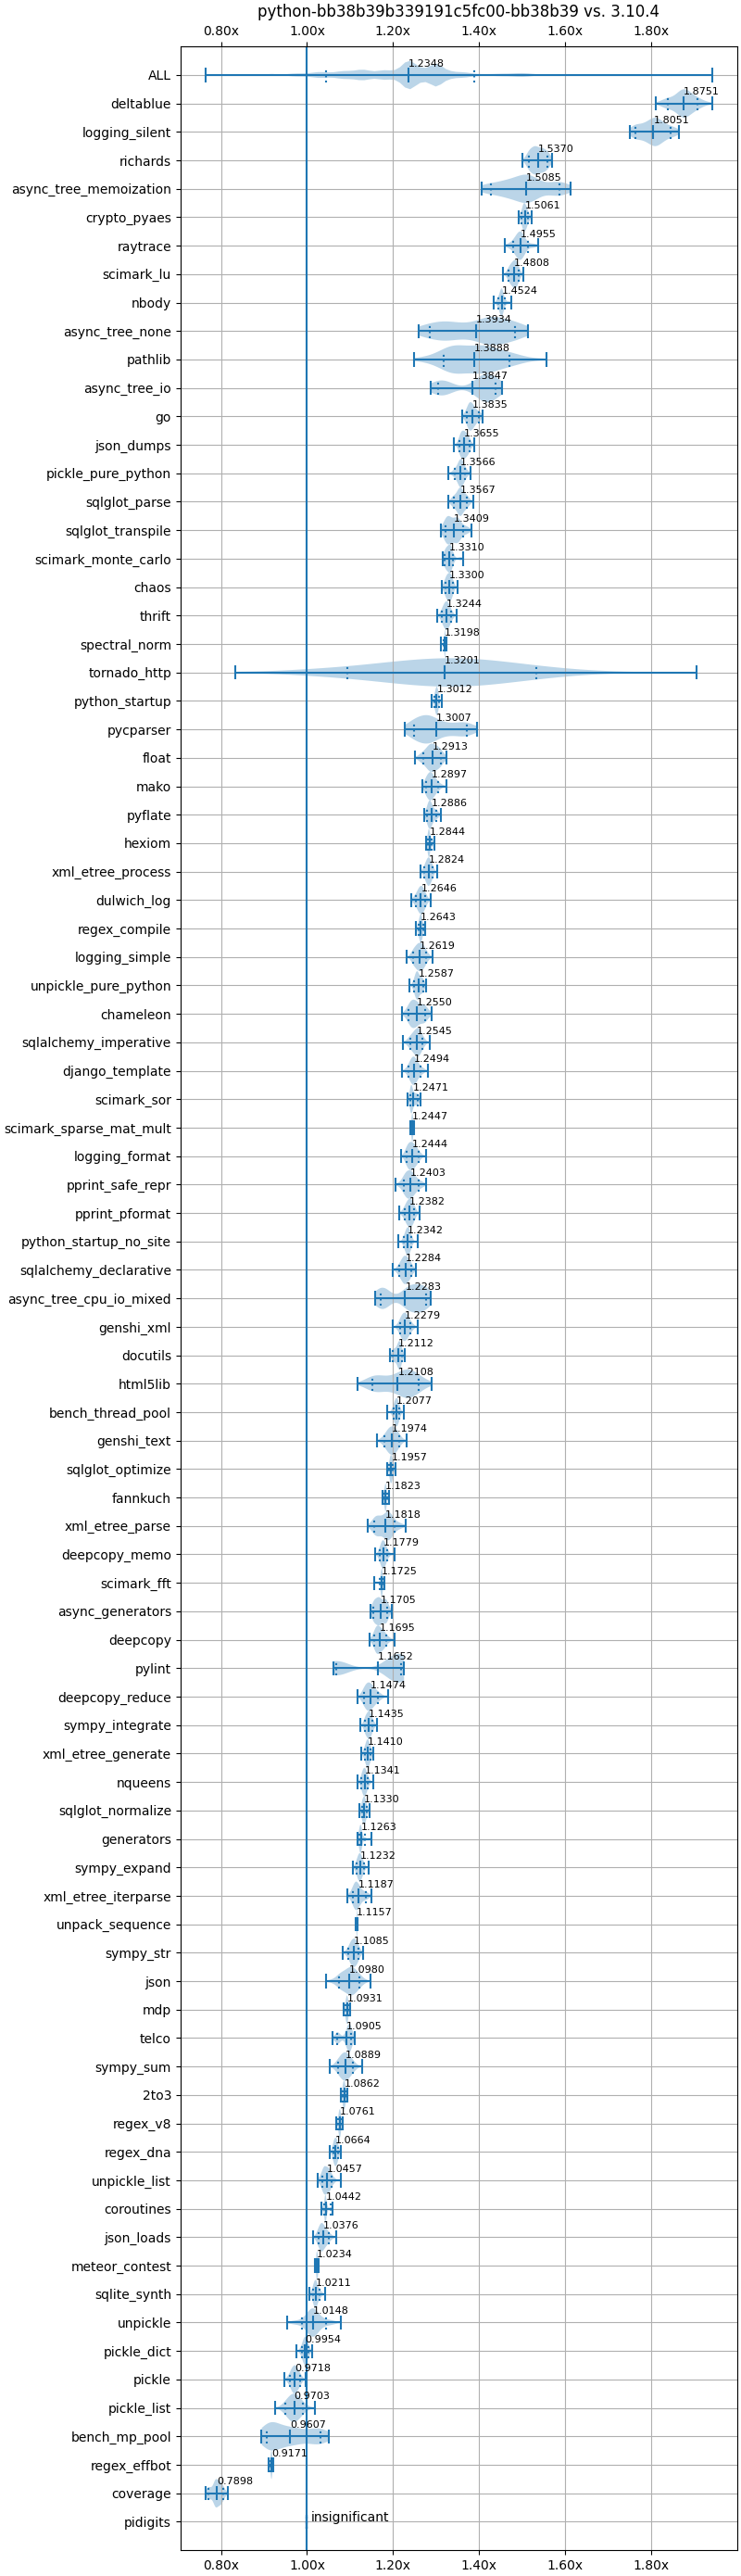 python-bb38b39b339191c5fc00-bb38b39 vs. 3.10.4
0.80x 1.00x 1.20x 1.40x 1.60x 1.80x
ALL 1.2348
deltablue 1.8751
logging_silent 1.8051
richards 1.5370
async_tree_memoization 1.5085
crypto_pyaes 1.5061
raytrace 1.4955
scimark_lu 1.4808
nbody 1.4524
async_tree_none 1.3934
pathlib 1.3888
async_tree_io 1.3847
go 1.3835
json_dumps 1.3655
pickle_pure_python 1.3566
sqlglot_parse 1.3567
sqlglot_transpile 1.3409
scimark_monte_carlo 1.3310
chaos 1.3300
thrift 1.3244
spectral_norm 1.3198
tornado_http 1.3201
python_startup 1.3012
pycparser 1.3007
float 1.2913
mako 1.2897
pyflate 1.2886
hexiom 1.2844
xml_etree_process 1.2824
dulwich_log 1.2646
regex_compile 1.2643
logging_simple 1.2619
unpickle_pure_python 1.2587
chameleon 1.2550
sqlalchemy_imperative 1.2545
django_template 1.2494
scimark_sor 1.2471
scimark_sparse_mat_mult 1.2447
logging_format 1.2444
pprint_safe_repr 1.2403
pprint_pformat 1.2382
python_startup_no_site 1.2342
sqlalchemy_declarative 1.2284
async_tree_cpu_io_mixed 1.2283
genshi_xml 1.2279
docutils 1.2112
html5lib 1.2108
bench_thread_pool 1.2077
genshi_text 1.1974
sqlglot_optimize 1.1957
fannkuch 1.1823
xml_etree_parse 1.1818
deepcopy_memo 1.1779
scimark_fft 1.1725
async_generators 1.1705
deepcopy 1.1695
pylint 1.1652
deepcopy_reduce 1.1474
sympy_integrate 1.1435
xml_etree_generate 1.1410
nqueens 1.1341
sqlglot_normalize 1.1330
generators 1.1263
sympy_expand 1.1232
xml_etree_iterparse 1.1187
unpack_sequence 1.1157
sympy_str 1.1085
json 1.0980
mdp 1.0931
telco 1.0905
sympy_sum 1.0889
2to3 1.0862
regex_v8 1.0761
regex_dna 1.0664
unpickle_list 1.0457
coroutines 1.0442
json_loads 1.0376
meteor_contest 1.0234
sqlite_synth 1.0211
unpickle 1.0148
pickle_dict 0.9954
pickle 0.9718
pickle_list 0.9703
bench_mp_pool 0.9607
regex_effbot 0.9171
coverage 0.7898
pidigits insignificant
0.80x 1.00x 1.20x 1.40x 1.60x 1.80x